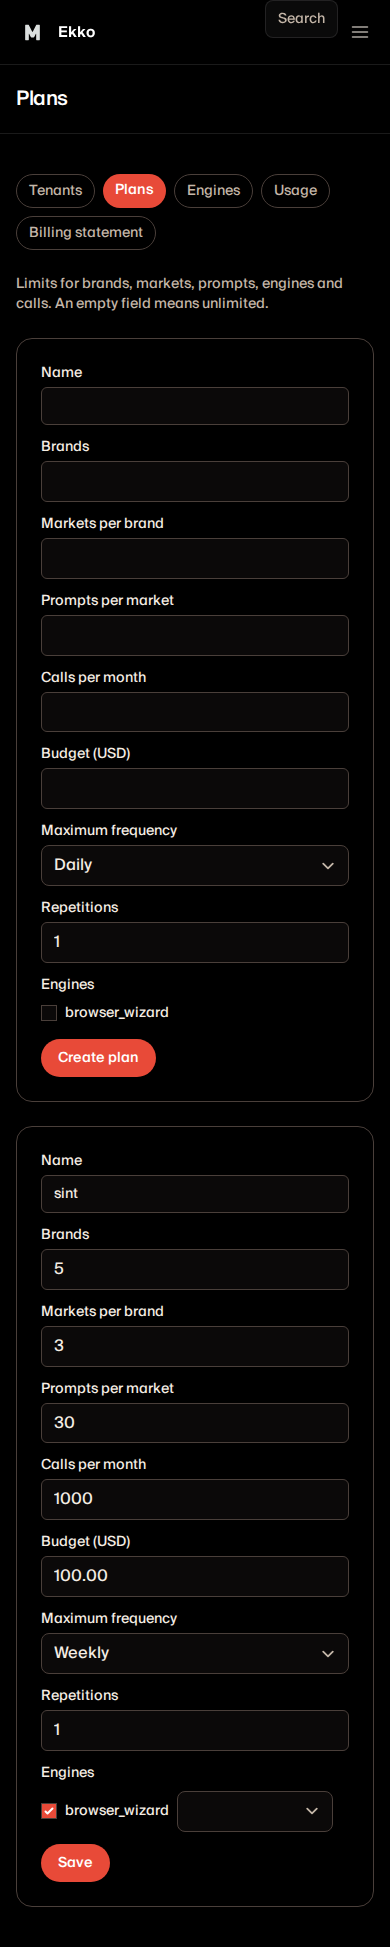 Ekko
Search
Plans
Tenants
Plans
Engines
Usage
Billing statement
Limits for brands, markets, prompts, engines and
calls. An empty field means unlimited.
Name
Brands
Markets per brand
Prompts per market
Calls per month
Budget (USD)
Maximum frequency
Daily
Repetitions
1
Engines
browser_wizard
Create plan
Name
sint
Brands
5
Markets per brand
3
Prompts per market
30
Calls per month
1000
Budget (USD)
100.00
Maximum frequency
Weekly
Repetitions
1
Engines
browser_wizard
Save